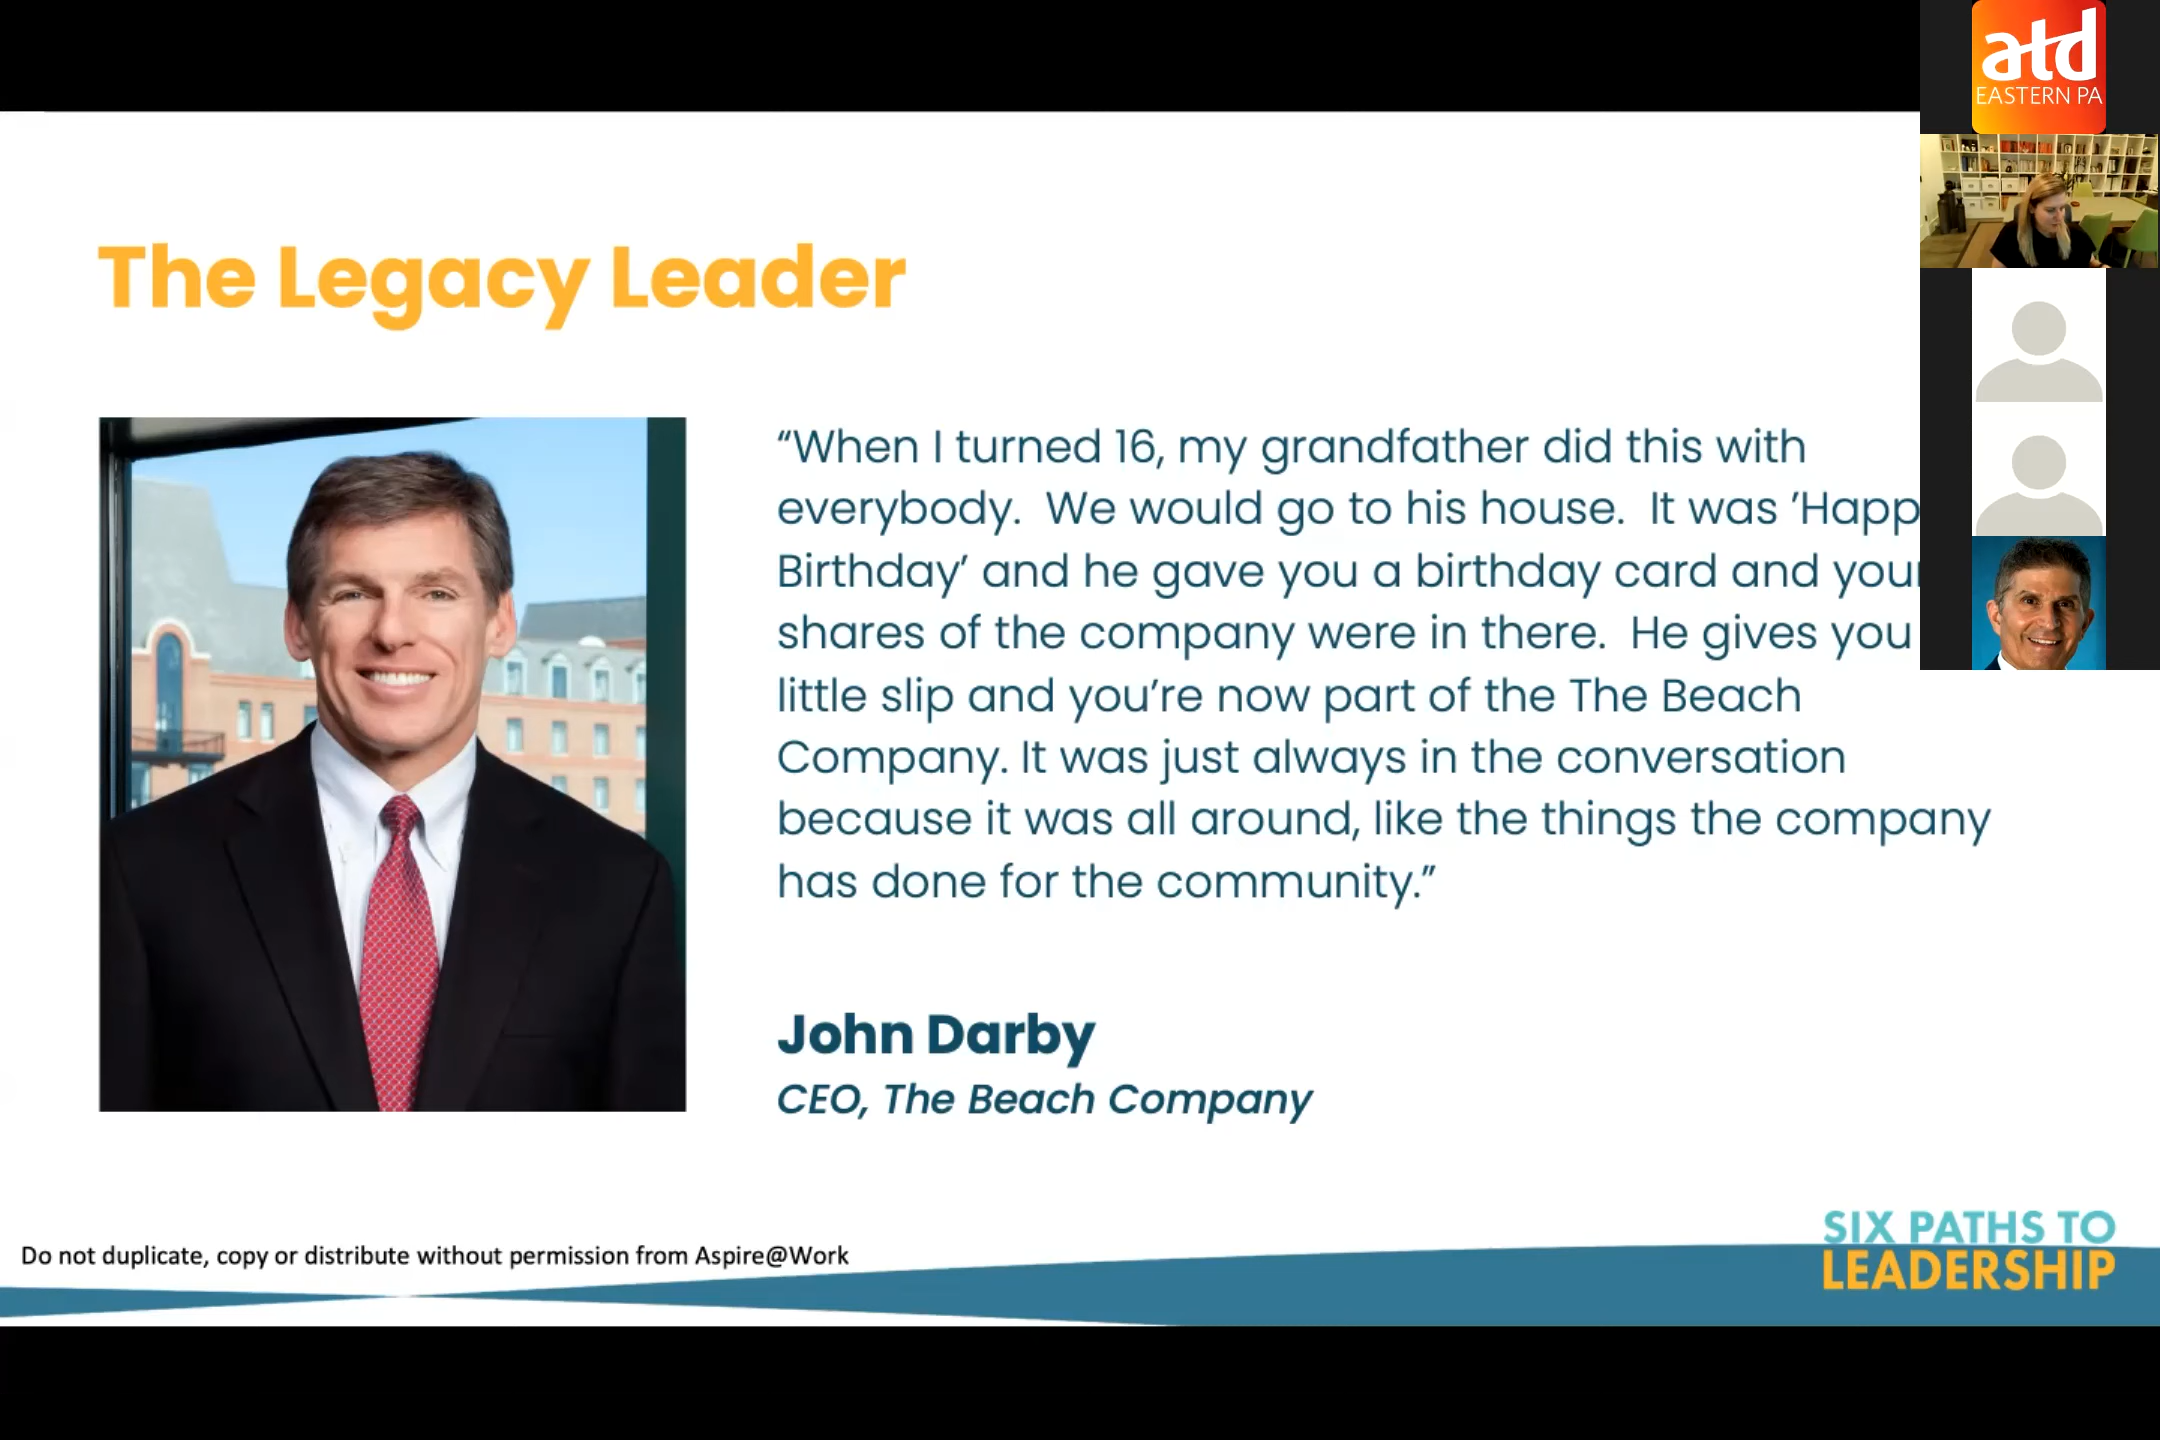 atd
EASTERN PA
The Legacy Leader
“When I turned 16, my grandfather did this with
everybody.  We would go to his house.  It was ’Happ
Birthday’ and he gave you a birthday card and your
shares of the company were in there.  He gives you
little slip and you’re now part of the The Beach
Company. It was just always in the conversation
because it was all around, like the things the company
has done for the community.”
John Darby
CEO, The Beach Company
Do not duplicate, copy or distribute without permission from Aspire@Work
SIX PATHS TO
LEADERSHIP